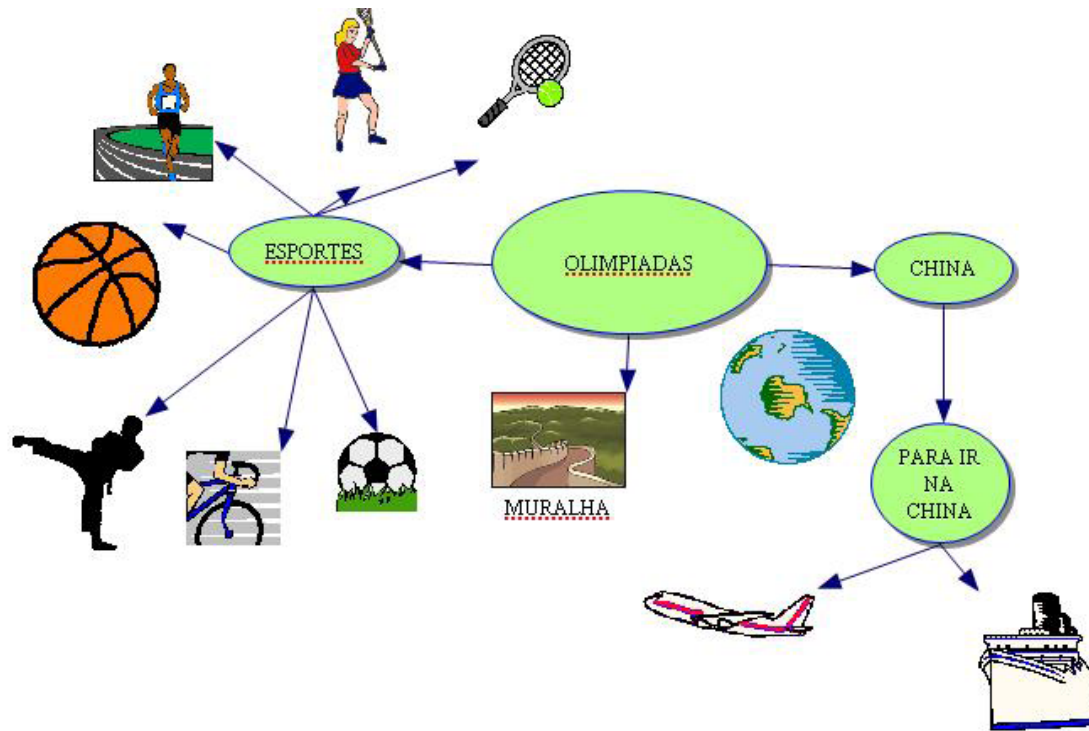 ESPORTES
OLIMPIADAS
CHINA
MURALHA
PARA IR
NA
CHINA